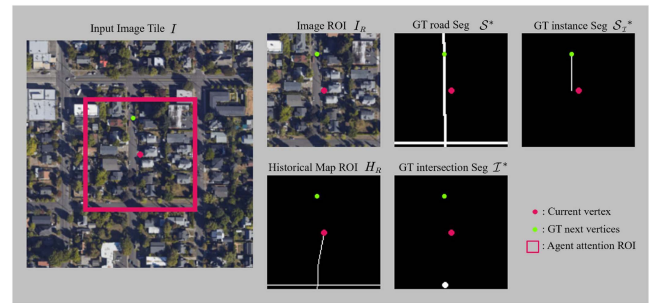 Input Image Tile I
Image ROI I_R
GT road Seg S*
GT instance Seg S_I*
Historical Map ROI H_R
GT intersection Seg I*
: Current vertex
: GT next vertices
: Agent attention ROI